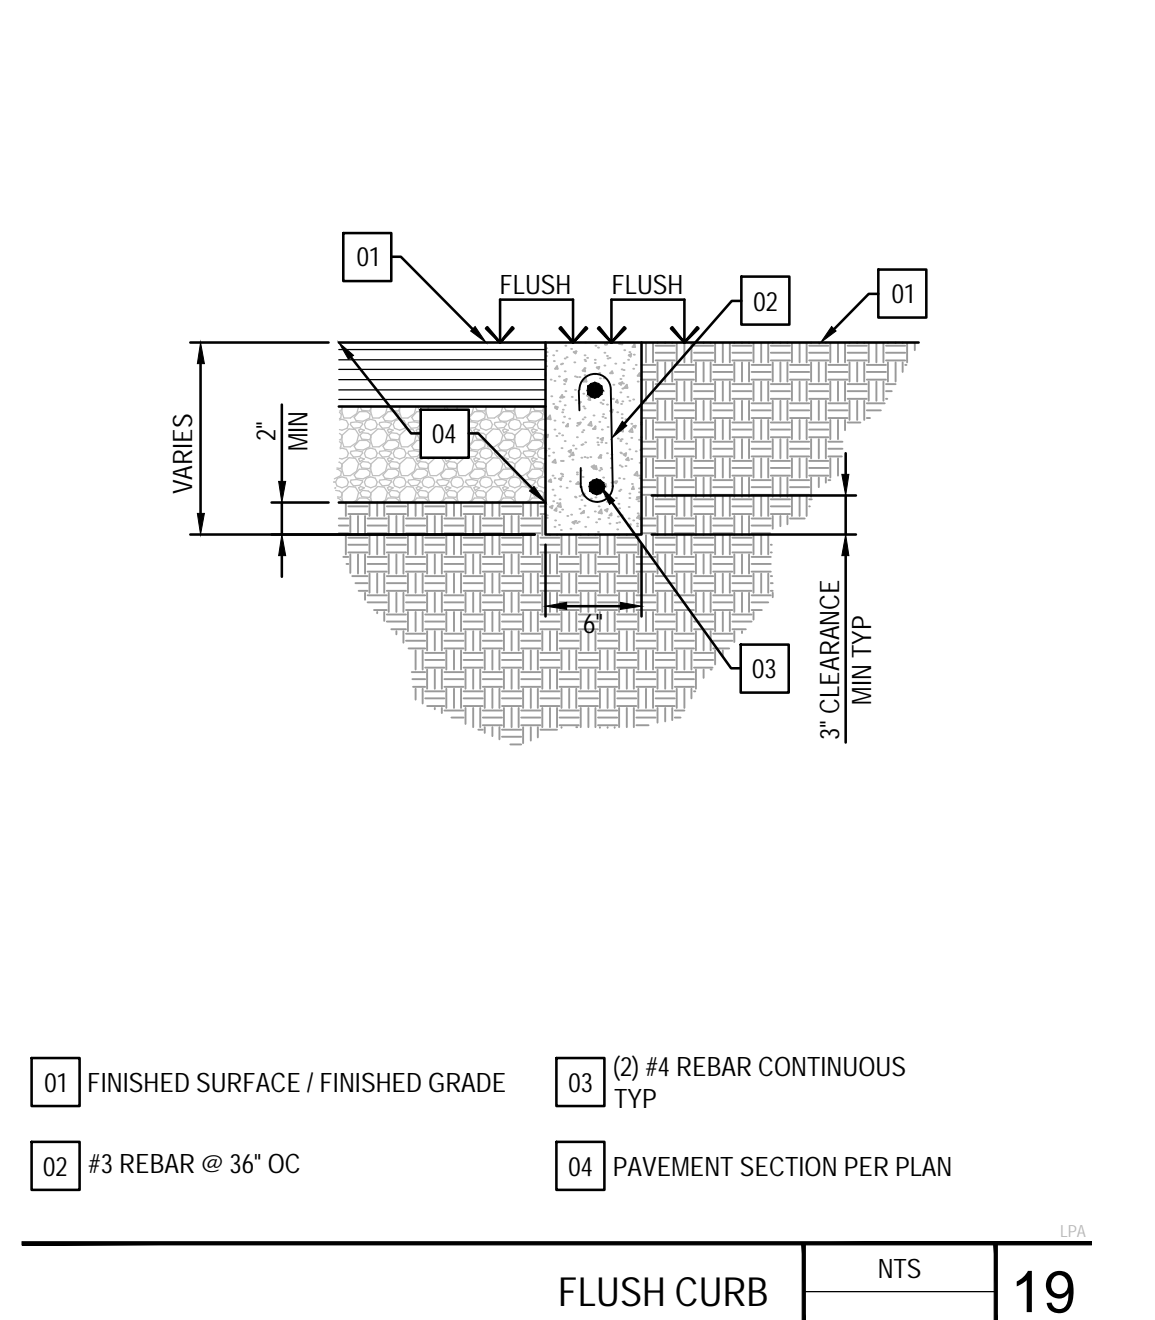 01
FLUSH
FLUSH
02
01
VARIES
2"
MIN
04
6"
03
3" CLEARANCE
MIN TYP
01 FINISHED SURFACE / FINISHED GRADE
02 #3 REBAR @ 36" OC
03 (2) #4 REBAR CONTINUOUS
TYP
04 PAVEMENT SECTION PER PLAN
LPA
FLUSH CURB
NTS
19